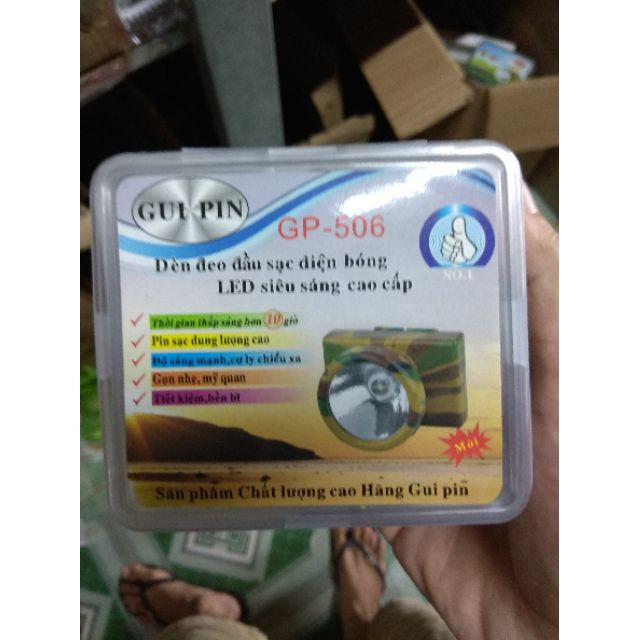 GUI PIN
GP-506
NO.1
Dèn đeo đầu sạc điện bóng
LED siêu sáng cao cấp
Thời gian thắp sáng hơn 10 giờ
Pin sạc dung lượng cao
Độ sáng mạnh,cự ly chiếu xa
Gọn nhẹ, mỹ quan
Tiết kiệm,bền bỉ
Mới
Sản phẩm Chất lượng cao Hãng Gui pin